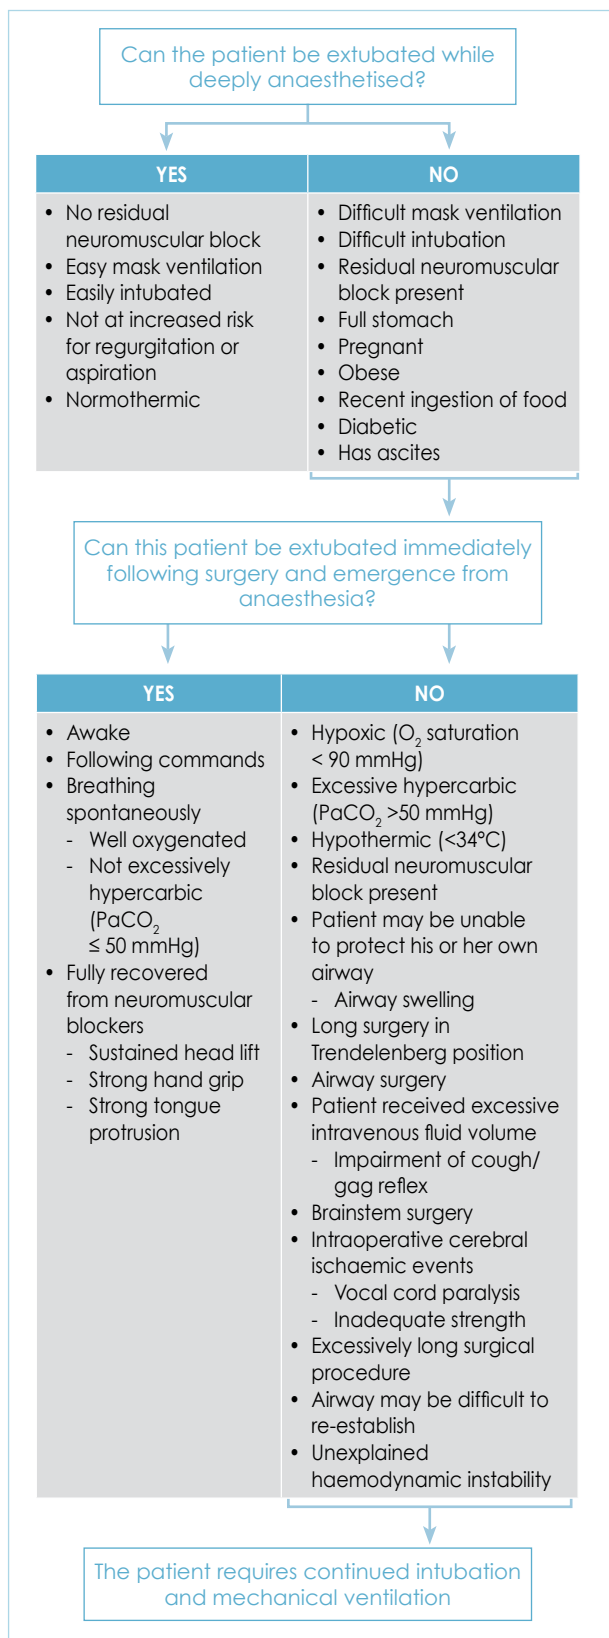 Can the patient be extubated while
deeply anaesthetised?
YES
• No residual
neuromuscular block
• Easy mask ventilation
• Easily intubated
• Not at increased risk
for regurgitation or
aspiration
• Normothermic
NO
• Difficult mask ventilation
• Difficult intubation
• Residual neuromuscular
block present
• Full stomach
• Pregnant
• Obese
• Recent ingestion of food
• Diabetic
• Has ascites
Can this patient be extubated immediately
following surgery and emergence from
anaesthesia?
YES
• Awake
• Following commands
• Breathing
spontaneously
- Well oxygenated
- Not excessively
hypercarbic
(PaCO₂
≤ 50 mmHg)
• Fully recovered
from neuromuscular
blockers
- Sustained head lift
- Strong hand grip
- Strong tongue
protrusion
NO
• Hypoxic (O₂ saturation
< 90 mmHg)
• Excessive hypercarbic
(PaCO₂ >50 mmHg)
• Hypothermic (<34ºC)
• Residual neuromuscular
block present
• Patient may be unable
to protect his or her own
airway
- Airway swelling
• Long surgery in
Trendelenberg position
• Airway surgery
• Patient received excessive
intravenous fluid volume
- Impairment of cough/
gag reflex
• Brainstem surgery
• Intraoperative cerebral
ischaemic events
- Vocal cord paralysis
- Inadequate strength
• Excessively long surgical
procedure
• Airway may be difficult to
re-establish
• Unexplained
haemodynamic instability
The patient requires continued intubation
and mechanical ventilation